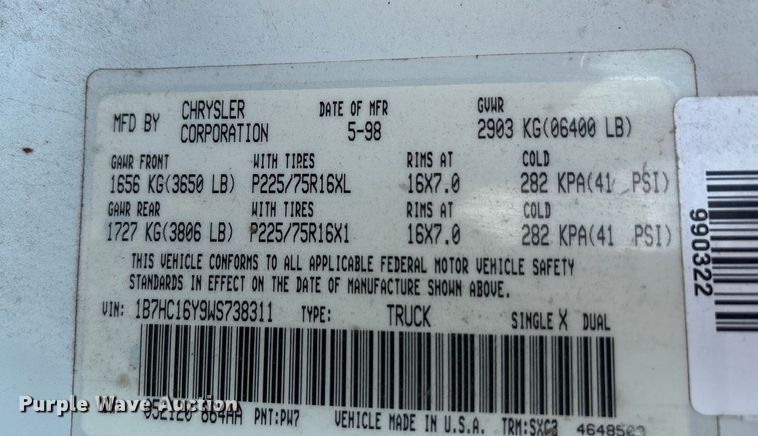 MFD BY CHRYSLER CORPORATION DATE OF MFR 5-98 GVWR 2903 KG(06400 LB)
GAWR FRONT WITH TIRES RIMS AT COLD
1656 KG(3650 LB) P225/75R16XL 16X7.0 282 KPA(41 PSI)
GAWR REAR WITH TIRES RIMS AT COLD
1727 KG(3806 LB) P225/75R16X1 16X7.0 282 KPA(41 PSI)
THIS VEHICLE CONFORMS TO ALL APPLICABLE FEDERAL MOTOR VEHICLE SAFETY
STANDARDS IN EFFECT ON THE DATE OF MANUFACTURE SHOWN ABOVE.
VIN: 1B7HC16Y9WS738311 TYPE: TRUCK SINGLE X DUAL
864AA PNT:PW7 VEHICLE MADE IN U.S.A.
990322
Purple Wave Auction